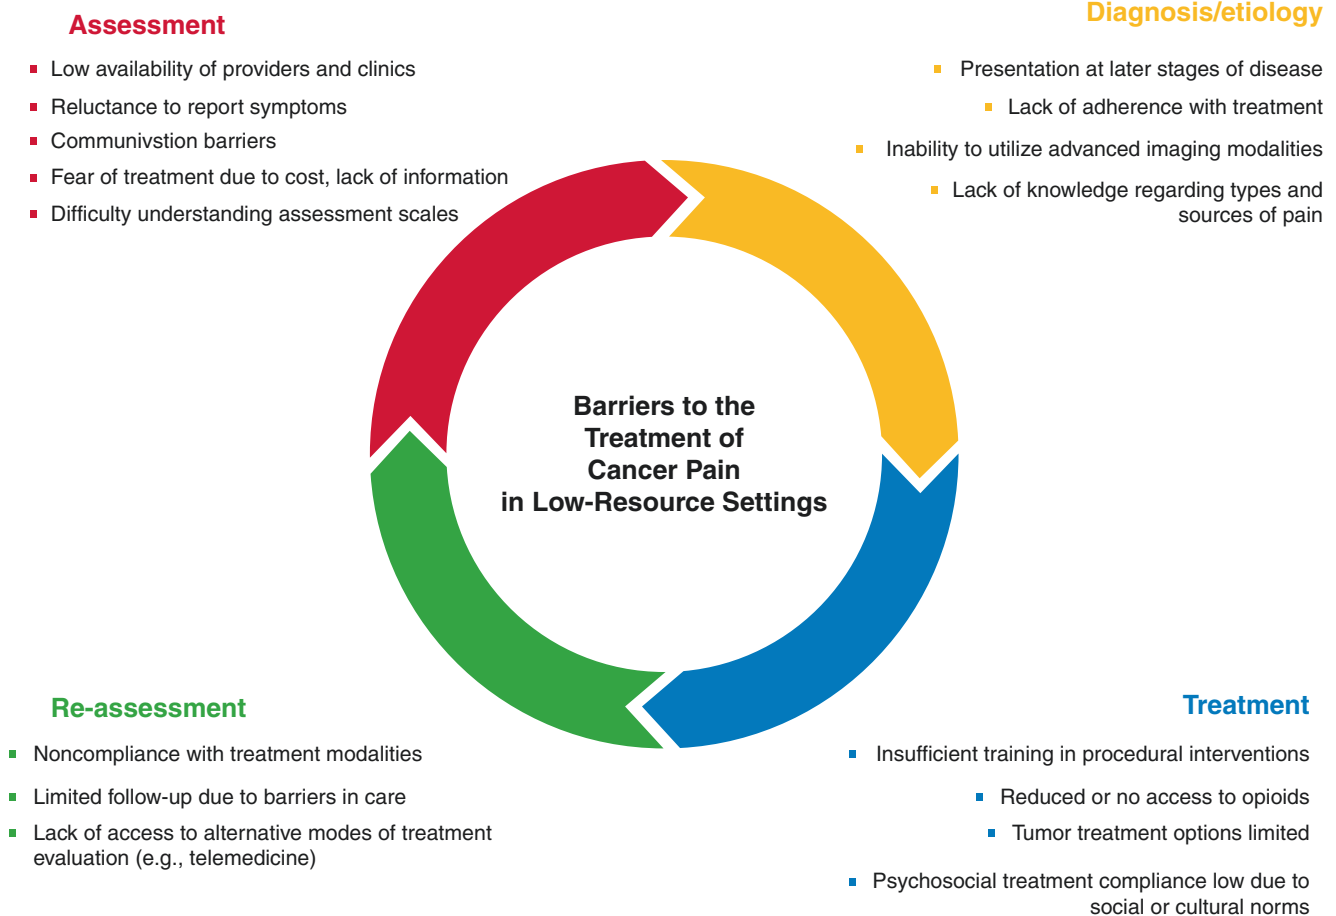 Assessment
Low availability of providers and clinics
Reluctance to report symptoms
Communivstion barriers
Fear of treatment due to cost, lack of information
Difficulty understanding assessment scales
Diagnosis/etiology
Presentation at later stages of disease
Lack of adherence with treatment
Inability to utilize advanced imaging modalities
Lack of knowledge regarding types and
sources of pain
Barriers to the
Treatment of
Cancer Pain
in Low-Resource Settings
Re-assessment
Noncompliance with treatment modalities
Limited follow-up due to barriers in care
Lack of access to alternative modes of treatment
evaluation (e.g., telemedicine)
Treatment
Insufficient training in procedural interventions
Reduced or no access to opioids
Tumor treatment options limited
Psychosocial treatment compliance low due to
social or cultural norms